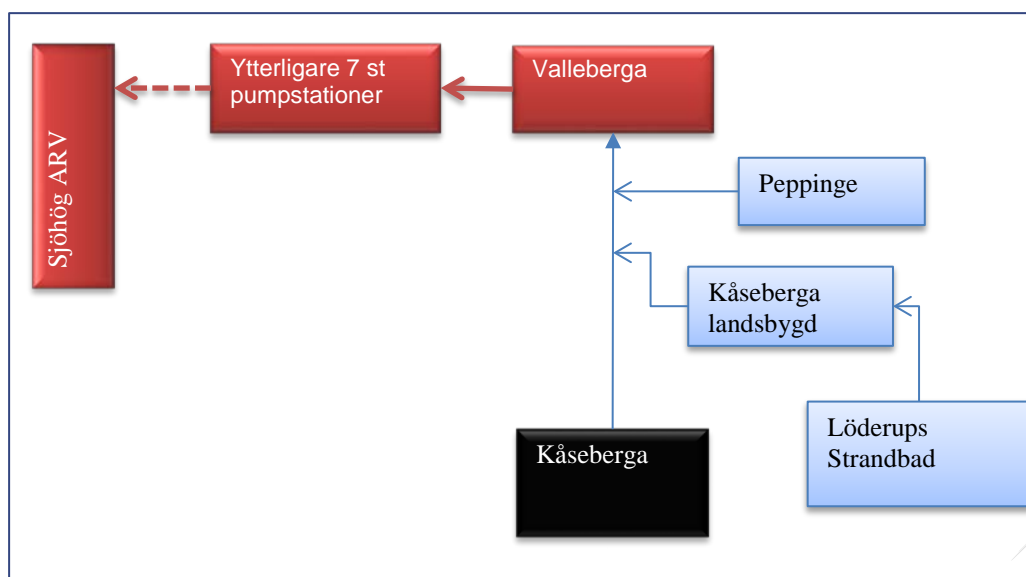 Sjöhög ARV
Ytterligare 7 st
pumpstationer
Valleberga
Peppinge
Kåseberga
landsbygd
Löderups
Strandbad
Kåseberga